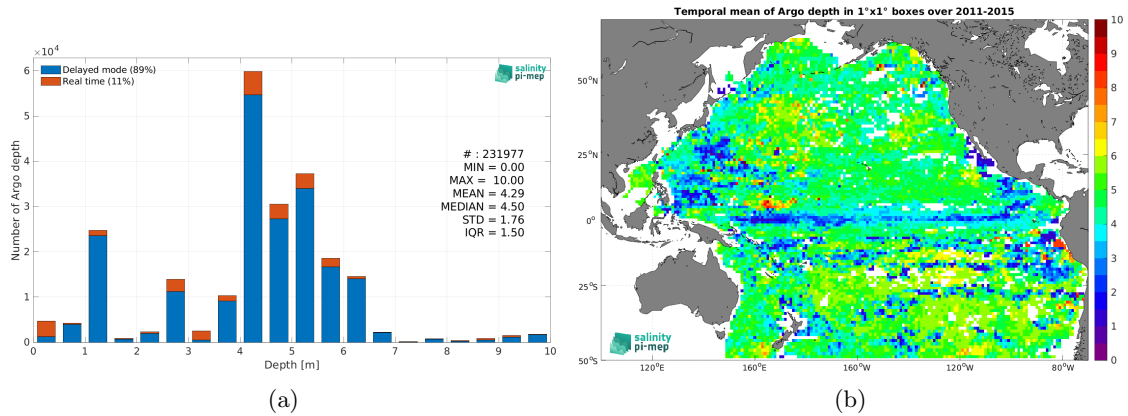 ×10^4
Delayed mode (89%)
Real time (11%)
salinity
pi-mep
Number of Argo depth
6
5
4
3
2
1
0
# : 231977
MIN = 0.00
MAX = 10.00
MEAN = 4.29
MEDIAN = 4.50
STD = 1.76
IQR = 1.50
0 1 2 3 4 5 6 7 8 9 10
Depth [m]
(a)
Temporal mean of Argo depth in 1°x1° boxes over 2011-2015
50°N
25°N
0°
25°S
50°S
salinity
pi-mep
120°E 160°E 160°W 120°W 80°W
10
9
8
7
6
5
4
3
2
1
0
(b)